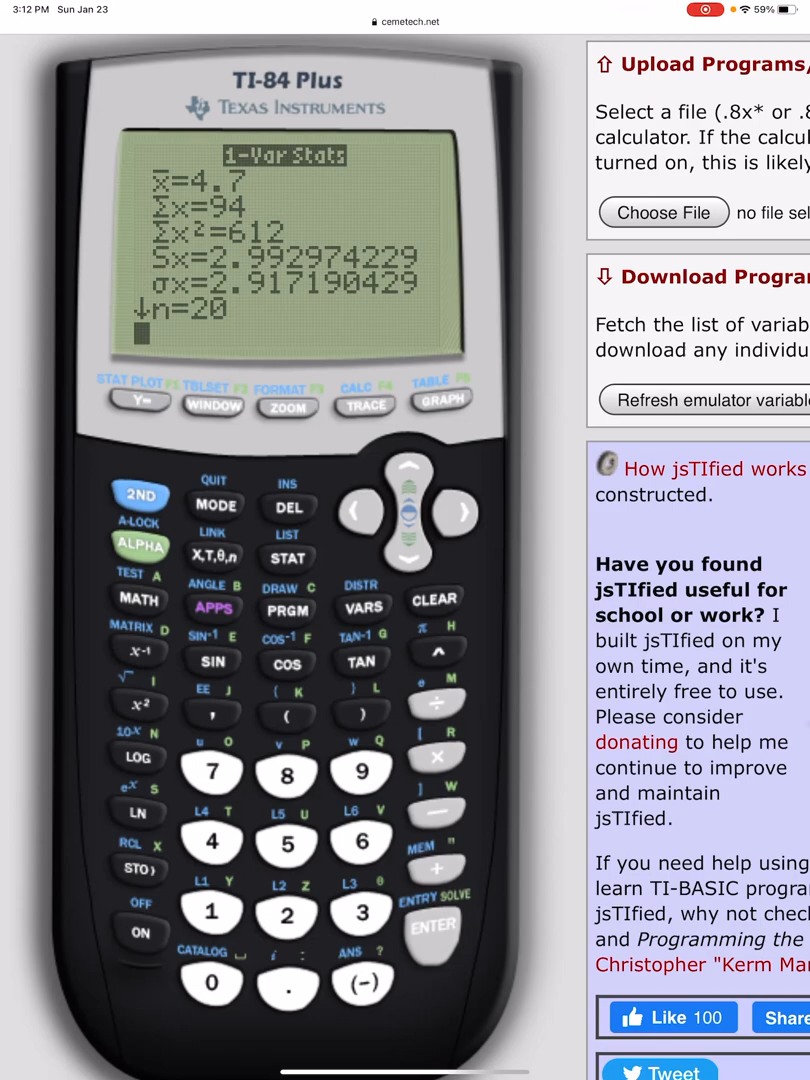 3:12 PM Sun Jan 23
59%
cemetech.net
TI-84 Plus
TEXAS INSTRUMENTS
1-Var Stats
x̅=4.7
Σx=94
Σx²=612
Sx=2.992974229
σx=2.917190429
↓n=20
STAT PLOT F1 TBLSET F2 FORMAT F3 CALC F4 TABLE F5
Y= WINDOW ZOOM TRACE GRAPH
QUIT INS
2ND MODE DEL
A-LOCK LINK LIST
ALPHA X,T,θ,n STAT
TEST A ANGLE B DRAW C DISTR
MATH APPS PRGM VARS CLEAR
MATRIX D SIN⁻¹ E COS⁻¹ F TAN⁻¹ G π H
x⁻¹ SIN COS TAN ^
√ I EE J { K } L e M
x² , ( ) ÷
10ˣ N u O v P w Q [ R
LOG 7 8 9 ×
eˣ S L4 T L5 U L6 V ] W
LN 4 5 6 −
RCL X L1 Y L2 Z L3 θ MEM "
STO› 1 2 3 +
OFF ENTRY SOLVE
ON ENTER
CATALOG ␣ i : ANS ?
0 . (-)
⇧ Upload Programs/
Select a file (.8x* or .8
calculator. If the calcul
turned on, this is likely
Choose File no file sel
⇩ Download Progra
Fetch the list of variab
download any individu
Refresh emulator variabl
How jsTIfied works
constructed.
Have you found
jsTIfied useful for
school or work? I
built jsTIfied on my
own time, and it's
entirely free to use.
Please consider
donating to help me
continue to improve
and maintain
jsTIfied.
If you need help using
learn TI-BASIC progra
jsTIfied, why not chec
and Programming the
Christopher "Kerm Mar
Like 100 Share
Tweet